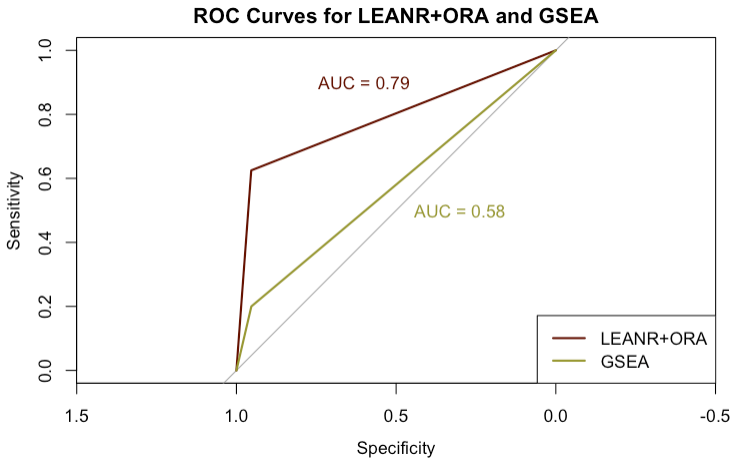 ROC Curves for LEANR+ORA and GSEA
AUC = 0.79
AUC = 0.58
Sensitivity
1.0
0.8
0.6
0.4
0.2
0.0
LEANR+ORA
GSEA
1.5 1.0 0.5 0.0 -0.5
Specificity